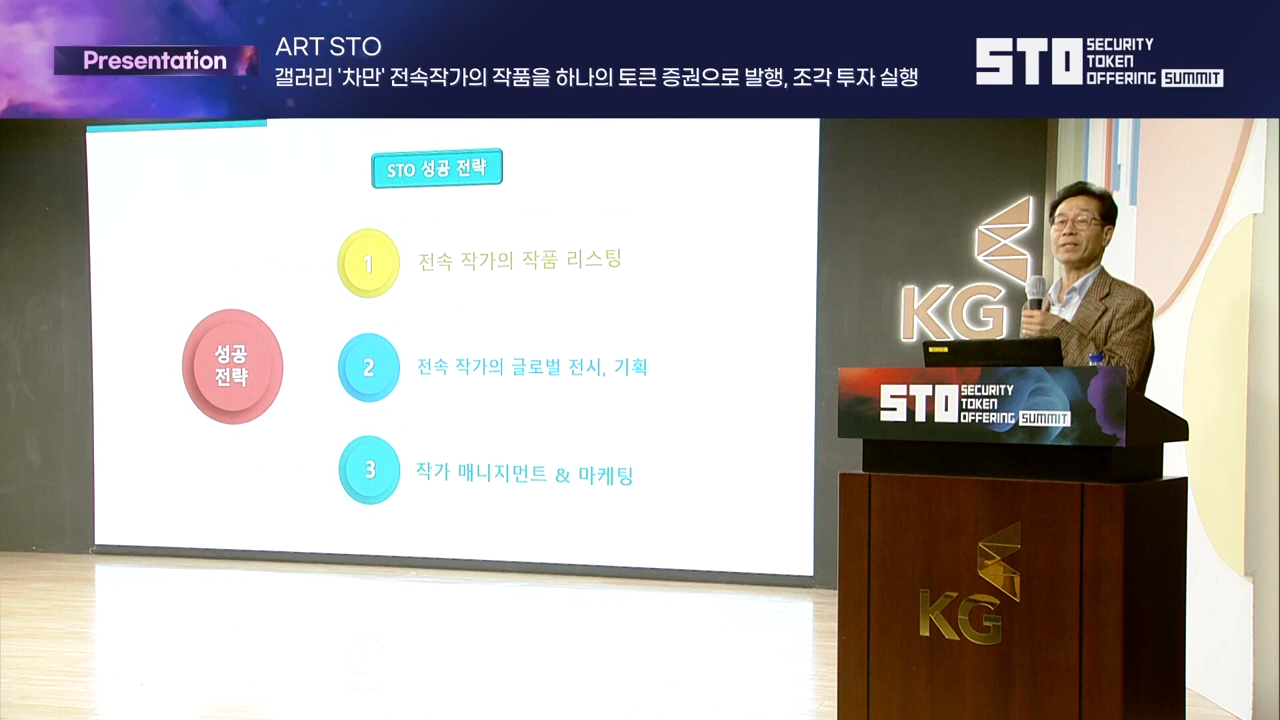 Presentation
ART STO
갤러리 '차만' 전속작가의 작품을 하나의 토큰 증권으로 발행, 조각 투자 실행
STO SECURITY
TOKEN
OFFERING SUMMIT
STO 성공 전략
1 전속 작가의 작품 리스팅
성공
전략
2 전속 작가의 글로벌 전시, 기획
3 작가 매니지먼트 & 마케팅
KG
STO SECURITY
TOKEN
OFFERING SUMMIT
KG